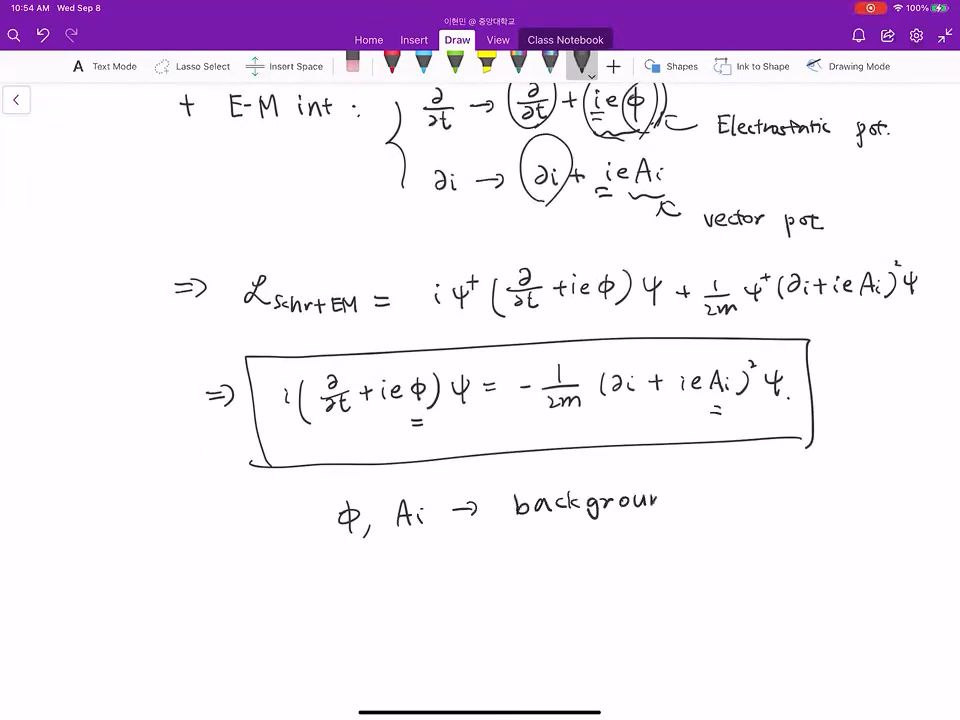 10:54 AM Wed Sep 8 100%
이현민 @ 중앙대학교
Home Insert Draw View Class Notebook
Text Mode Lasso Select Insert Space Shapes Ink to Shape Drawing Mode
+ E-M int : { ∂/∂t → (∂/∂t) + (ieφ) Electrostatic pot.
∂i → ∂i + ieAi
vector pot
⇒ ℒ Schr+EM = iψ† (∂/∂t + ieφ) ψ + 1/2m ψ† (∂i + ieAi)² ψ
⇒ i(∂/∂t + ieφ) ψ = - 1/2m (∂i + ieAi)² ψ.
φ, Ai → backgroun